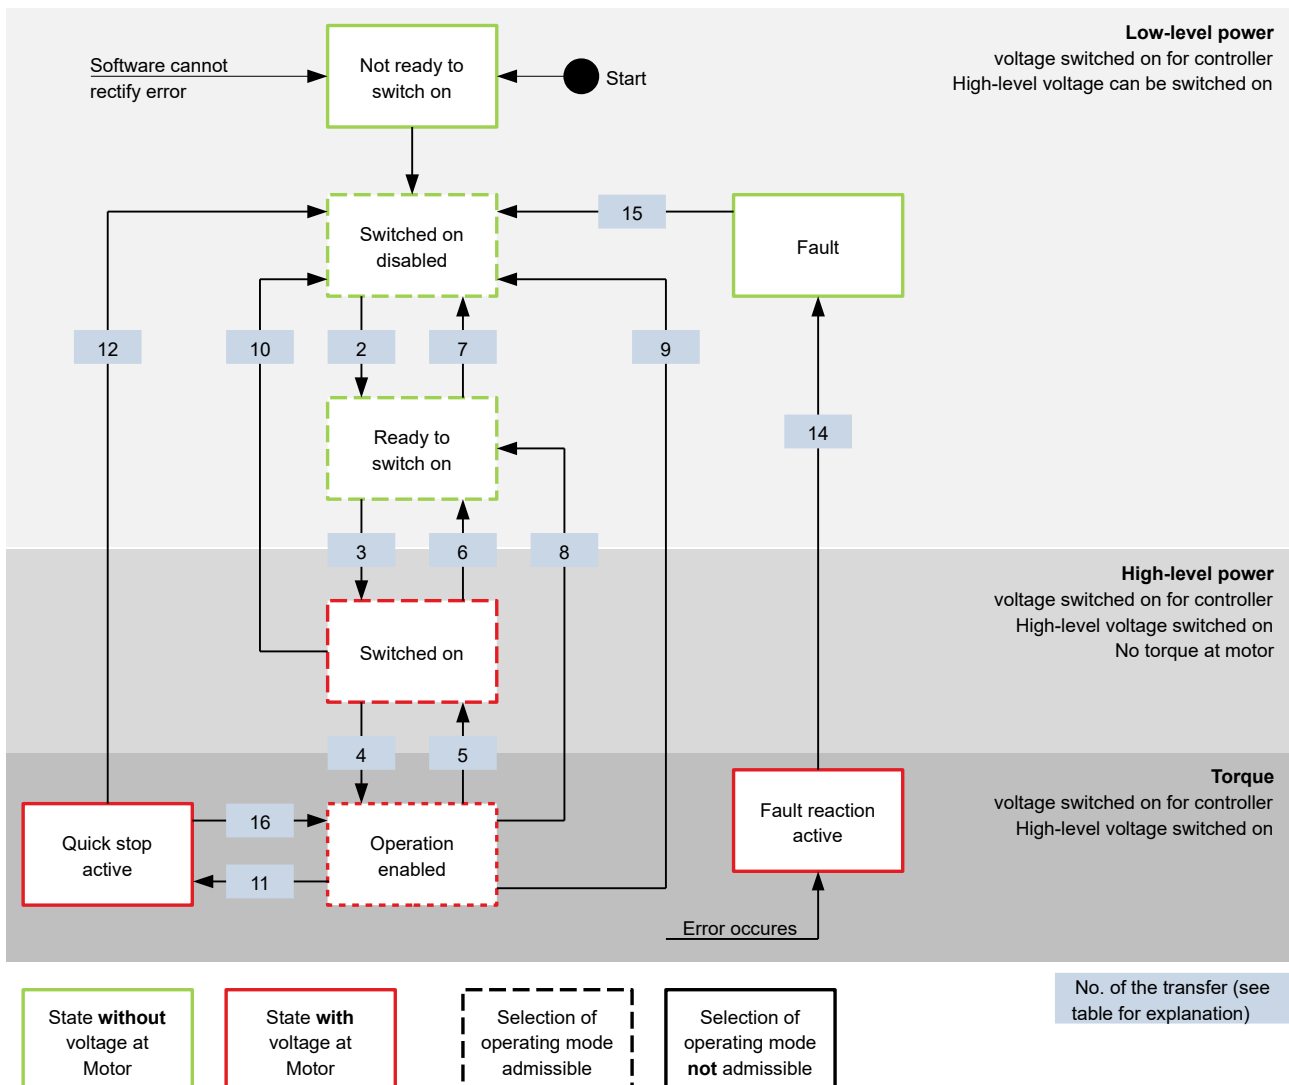 Low-level power
voltage switched on for controller
High-level voltage can be switched on
Software cannot
rectify error
Not ready to
switch on
Start
Switched on
disabled
15
Fault
12
10
2
7
9
14
Ready to
switch on
3
6
8
High-level power
voltage switched on for controller
High-level voltage switched on
No torque at motor
Switched on
4
5
Torque
voltage switched on for controller
High-level voltage switched on
Quick stop
active
16
11
Operation
enabled
Fault reaction
active
Error occures
State without
voltage at
Motor
State with
voltage at
Motor
Selection of
operating mode
admissible
Selection of
operating mode
not admissible
No. of the transfer (see
table for explanation)